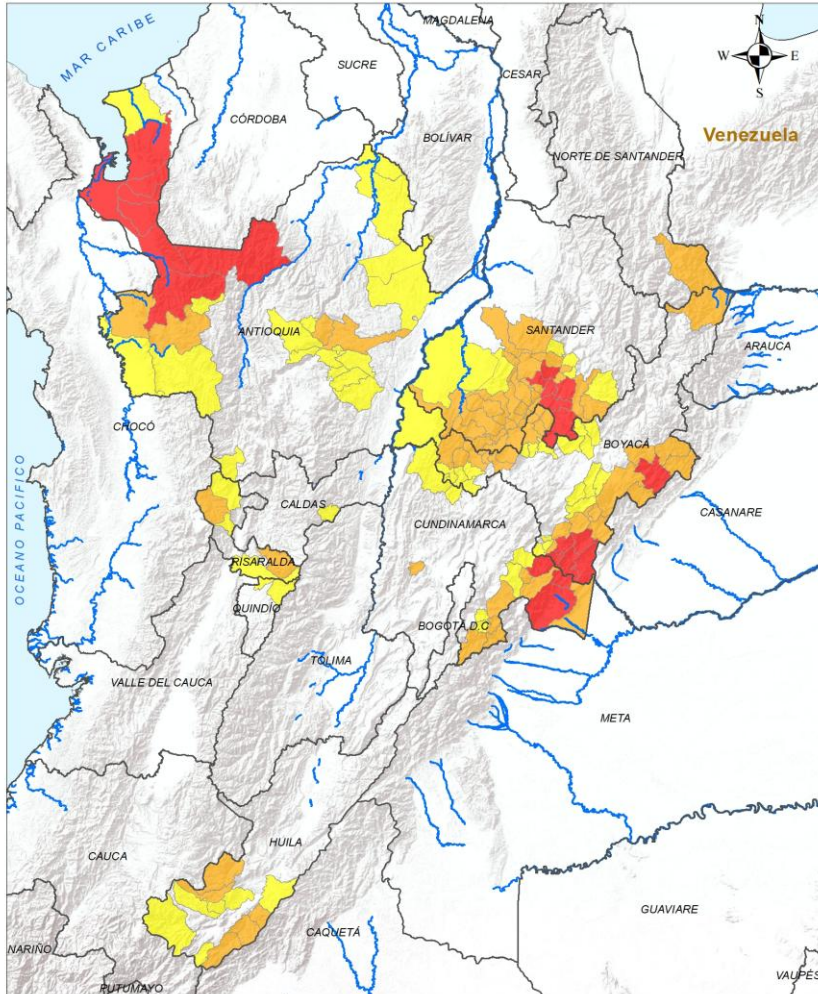 MAGDALENA
MAR CARIBE
SUCRE
CESAR
N
W E
S
CÓRDOBA
BOLÍVAR
Venezuela
NORTE DE SANTANDER
ANTIOQUIA
SANTANDER
ARAUCA
CHOCÓ
BOYACÁ
OCEANO PACIFICO
CALDAS
CUNDINAMARCA
CASANARE
RISARALDA
QUINDÍO
BOGOTÁ D.C
TOLIMA
VALLE DEL CAUCA
META
HUILA
CAUCA
GUAVIARE
CAQUETÁ
NARIÑO
PUTUMAYO
VAUPÉS